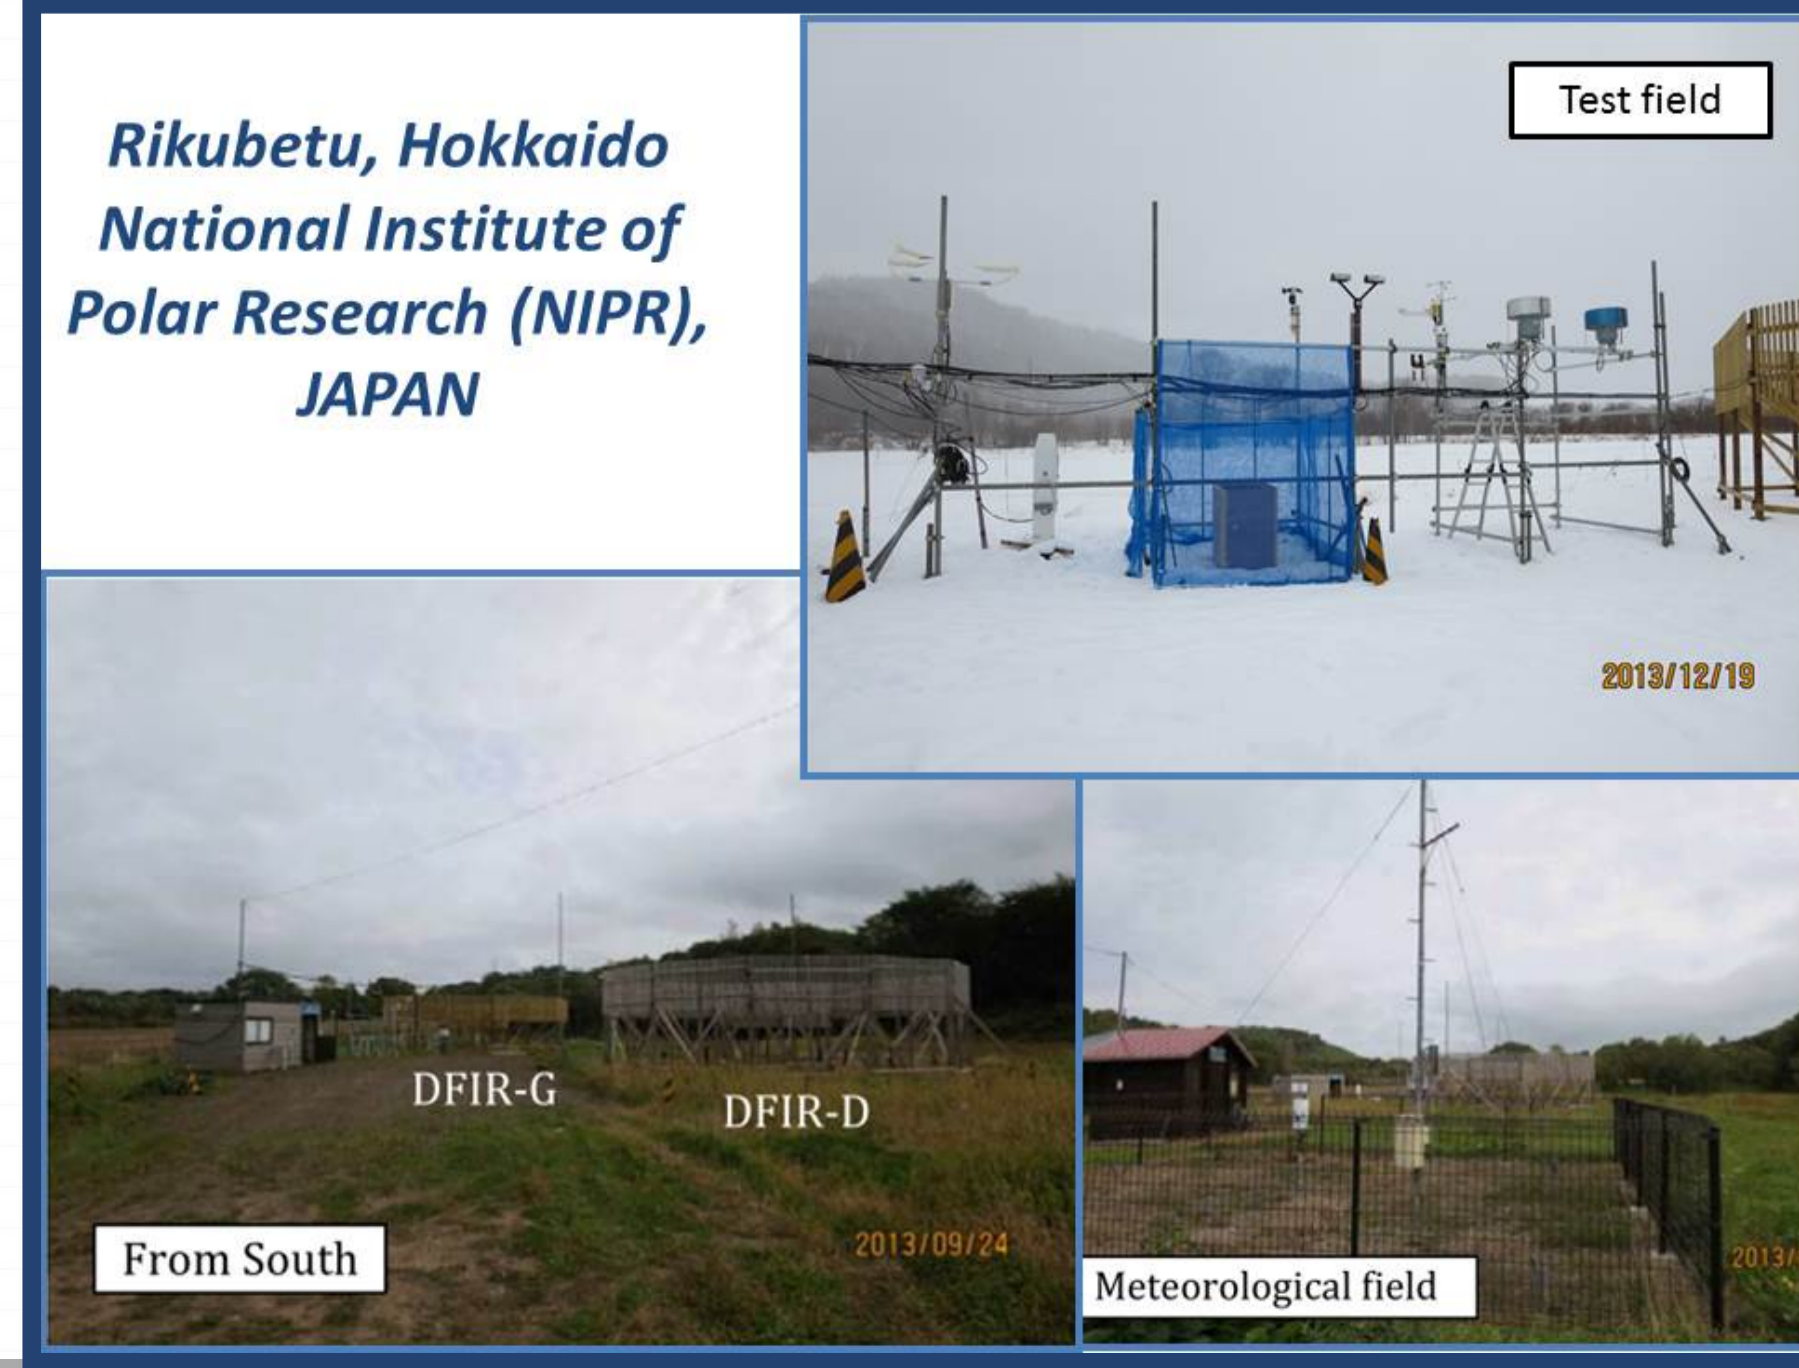 Rikubetu, Hokkaido
National Institute of
Polar Research (NIPR),
JAPAN
Test field
2013/12/19
DFIR-G
DFIR-D
2013/09/24
From South
2013/
Meteorological field